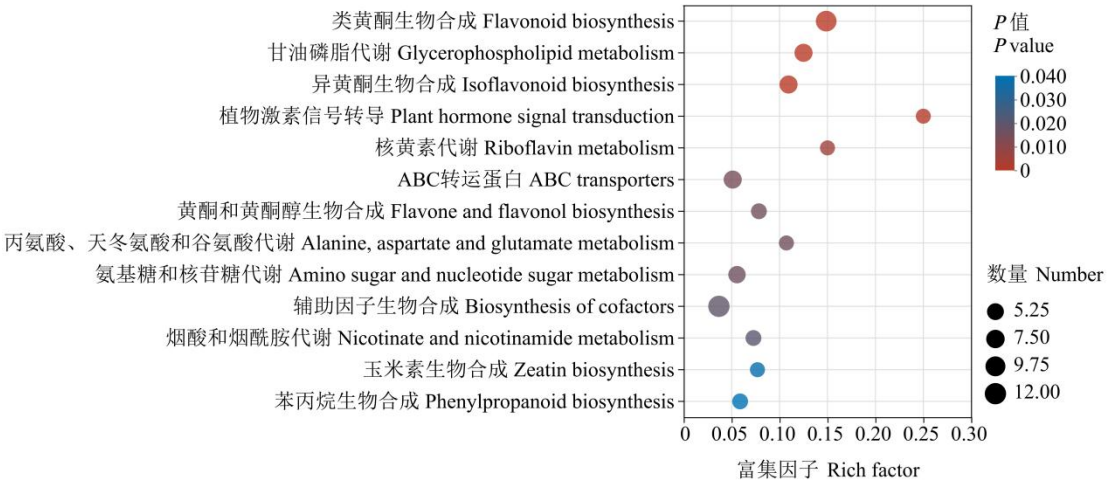 类黄酮生物合成 Flavonoid biosynthesis
甘油磷脂代谢 Glycerophospholipid metabolism
异黄酮生物合成 Isoflavonoid biosynthesis
植物激素信号转导 Plant hormone signal transduction
核黄素代谢 Riboflavin metabolism
ABC转运蛋白 ABC transporters
黄酮和黄酮醇生物合成 Flavone and flavonol biosynthesis
丙氨酸、天冬氨酸和谷氨酸代谢 Alanine, aspartate and glutamate metabolism
氨基糖和核苷糖代谢 Amino sugar and nucleotide sugar metabolism
辅助因子生物合成 Biosynthesis of cofactors
烟酸和烟酰胺代谢 Nicotinate and nicotinamide metabolism
玉米素生物合成 Zeatin biosynthesis
苯丙烷生物合成 Phenylpropanoid biosynthesis
0 0.05 0.10 0.15 0.20 0.25 0.30
富集因子 Rich factor
P 值
P value
0.040
0.030
0.020
0.010
0
数量 Number
5.25
7.50
9.75
12.00